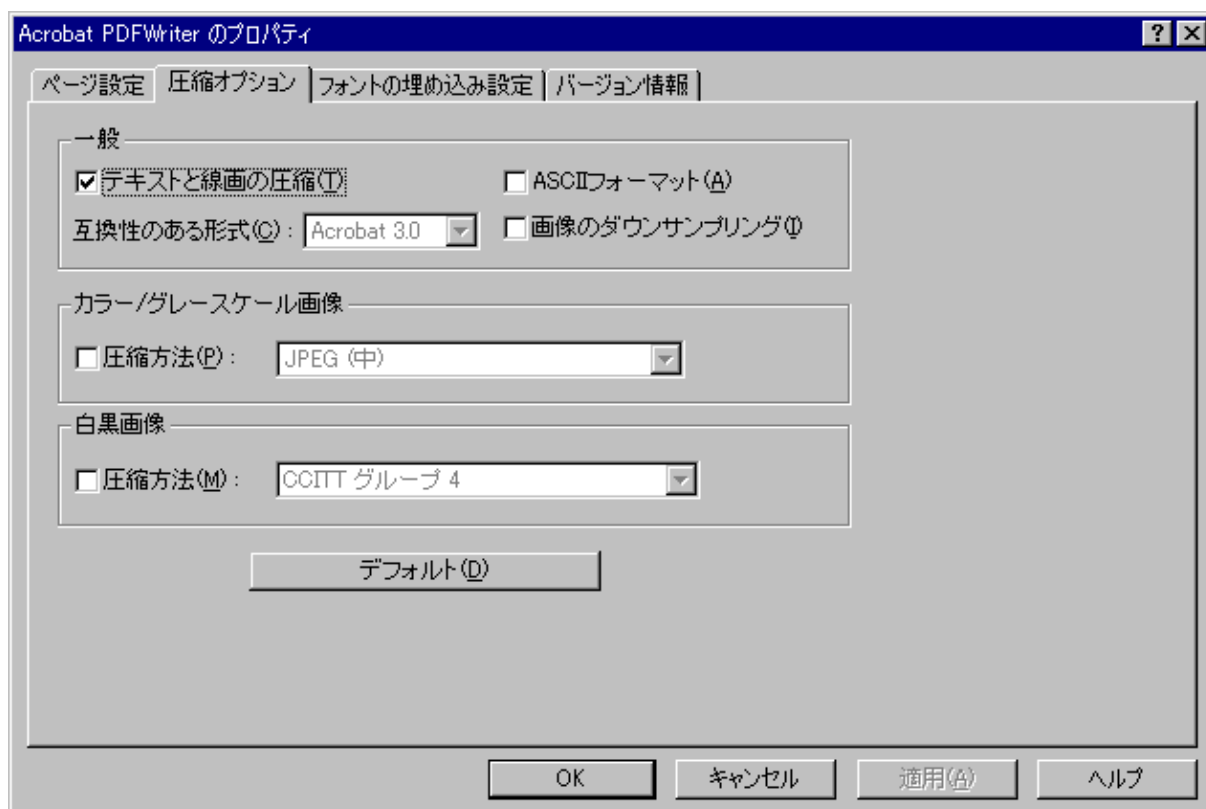 Acrobat PDFWriter のプロパティ
ページ設定 圧縮オプション フォントの埋め込み設定 バージョン情報
一般
テキストと線画の圧縮(T) ASCIIフォーマット(A)
互換性のある形式(C): Acrobat 3.0 画像のダウンサンプリング(I)
カラー/グレースケール画像
圧縮方法(P): JPEG (中)
白黒画像
圧縮方法(M): CCITT グループ 4
デフォルト(D)
OK キャンセル 適用(A) ヘルプ